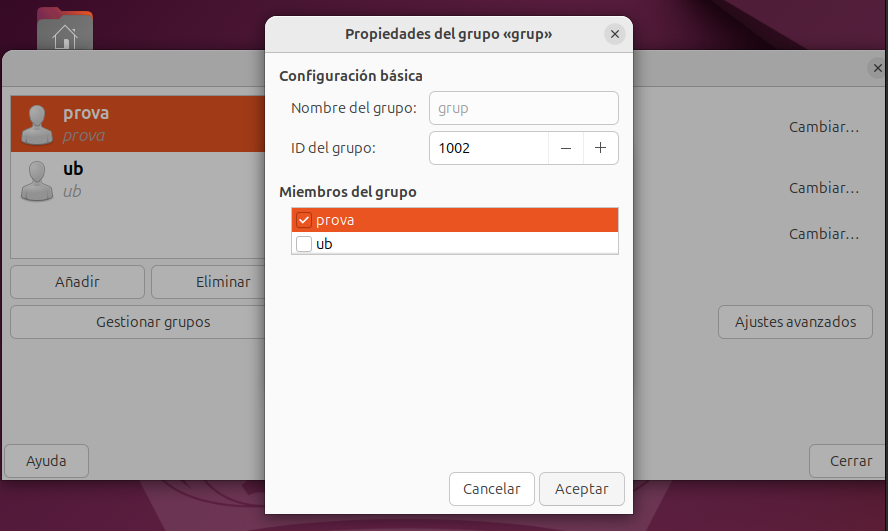 Propiedades del grupo «grup»
Configuración básica
Nombre del grupo: grup
ID del grupo: 1002
Miembros del grupo
prova
ub
Cancelar Aceptar
prova
prova
ub
ub
Añadir Eliminar
Gestionar grupos
Cambiar...
Cambiar...
Cambiar...
Ajustes avanzados
Ayuda Cerrar